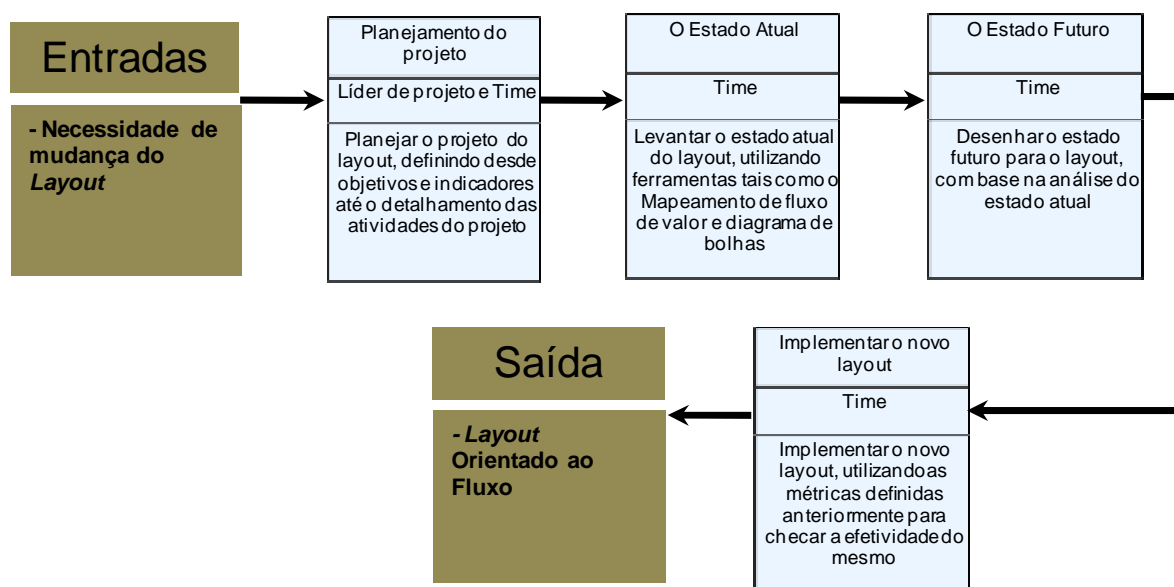 Entradas
- Necessidade de
mudança do
Layout
Planejamento do
projeto
Líder de projeto e Time
Planejar o projeto do
layout, definindo desde
objetivos e indicadores
até o detalhamento das
atividades do projeto
O Estado Atual
Time
Levantar o estado atual
do layout, utilizando
ferramentas tais como o
Mapeamento de fluxo
de valor e diagrama de
bolhas
O Estado Futuro
Time
Desenhar o estado
futuro para o layout,
com base na análise do
estado atual
Implementar o novo
layout
Time
Implementar o novo
layout, utilizando as
métricas definidas
anteriormente para
checar a efetividade do
mesmo
Saída
- Layout
Orientado ao
Fluxo